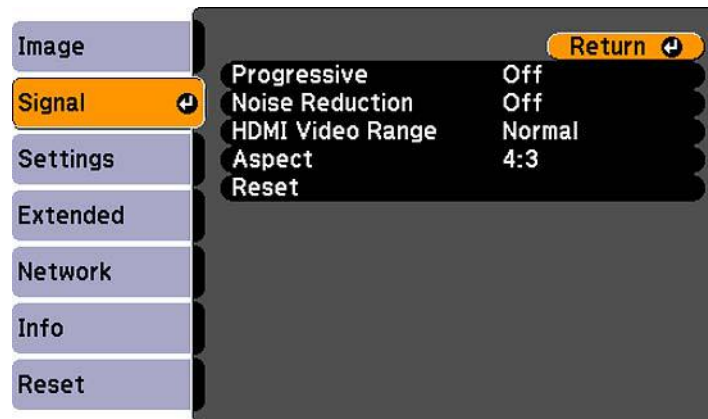 Image
Signal
Settings
Extended
Network
Info
Reset
Return
Progressive Off
Noise Reduction Off
HDMI Video Range Normal
Aspect 4:3
Reset